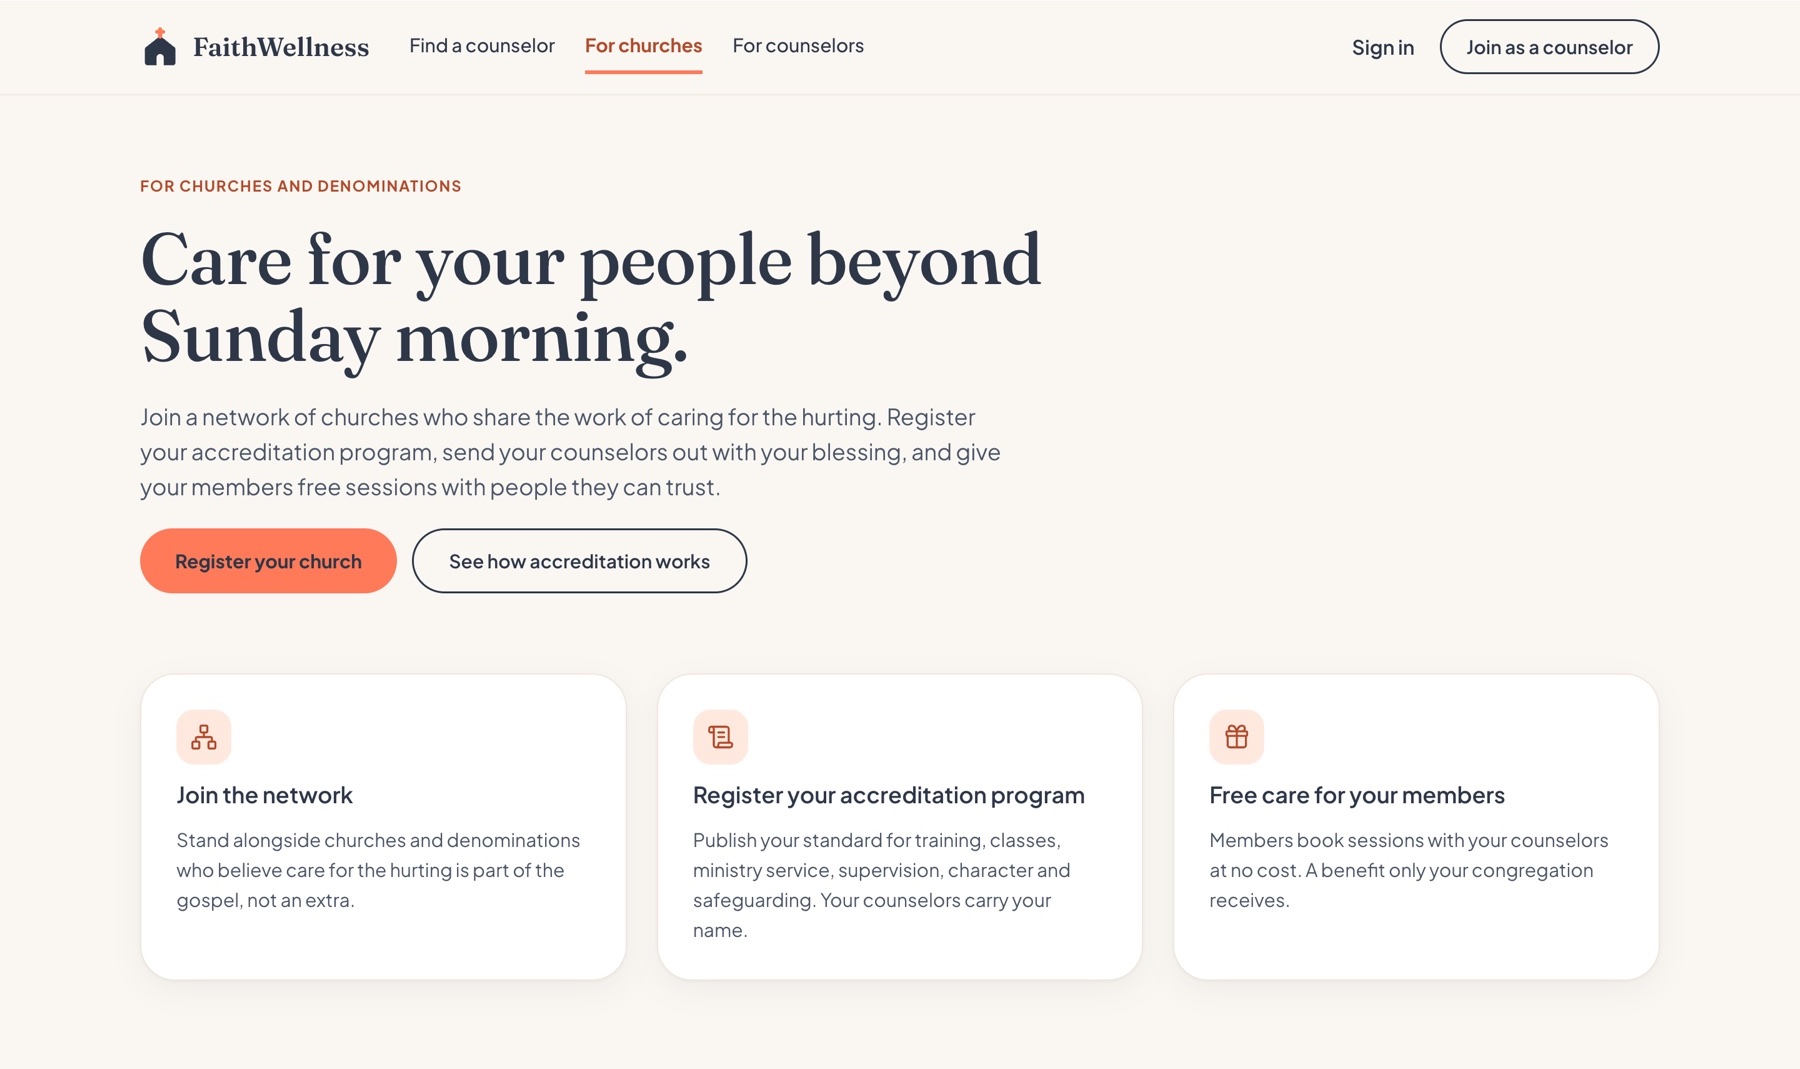 FaithWellness
Find a counselor
For churches
For counselors
Sign in
Join as a counselor
FOR CHURCHES AND DENOMINATIONS
Care for your people beyond
Sunday morning.
Join a network of churches who share the work of caring for the hurting. Register
your accreditation program, send your counselors out with your blessing, and give
your members free sessions with people they can trust.
Register your church
See how accreditation works
Join the network
Stand alongside churches and denominations
who believe care for the hurting is part of the
gospel, not an extra.
Register your accreditation program
Publish your standard for training, classes,
ministry service, supervision, character and
safeguarding. Your counselors carry your
name.
Free care for your members
Members book sessions with your counselors
at no cost. A benefit only your congregation
receives.